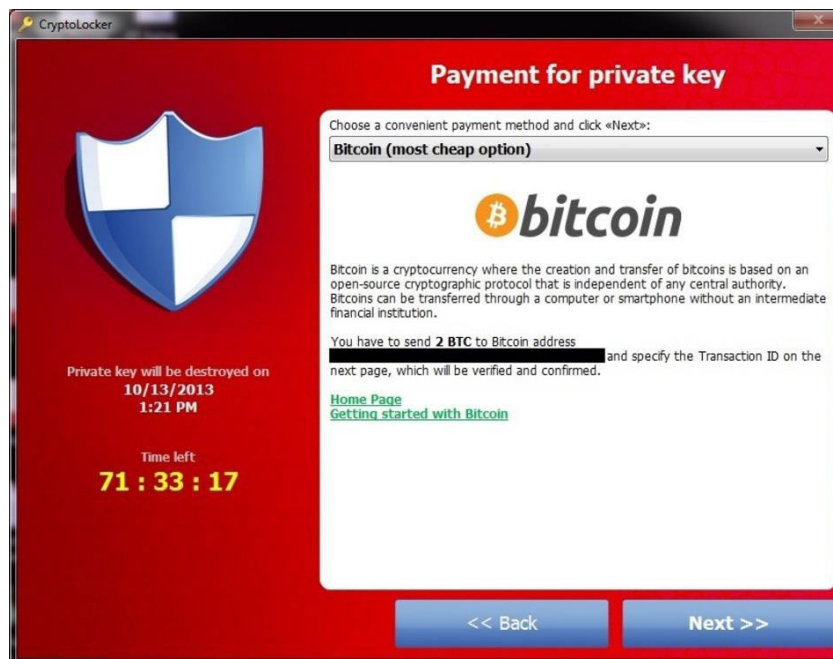 CryptoLocker
Payment for private key
Choose a convenient payment method and click «Next»:
Bitcoin (most cheap option)
bitcoin
Bitcoin is a cryptocurrency where the creation and transfer of bitcoins is based on an
open-source cryptographic protocol that is independent of any central authority.
Bitcoins can be transferred through a computer or smartphone without an intermediate
financial institution.
You have to send 2 BTC to Bitcoin address
and specify the Transaction ID on the
next page, which will be verified and confirmed.
Home Page
Getting started with Bitcoin
Private key will be destroyed on
10/13/2013
1:21 PM
Time left
71 : 33 : 17
<< Back
Next >>